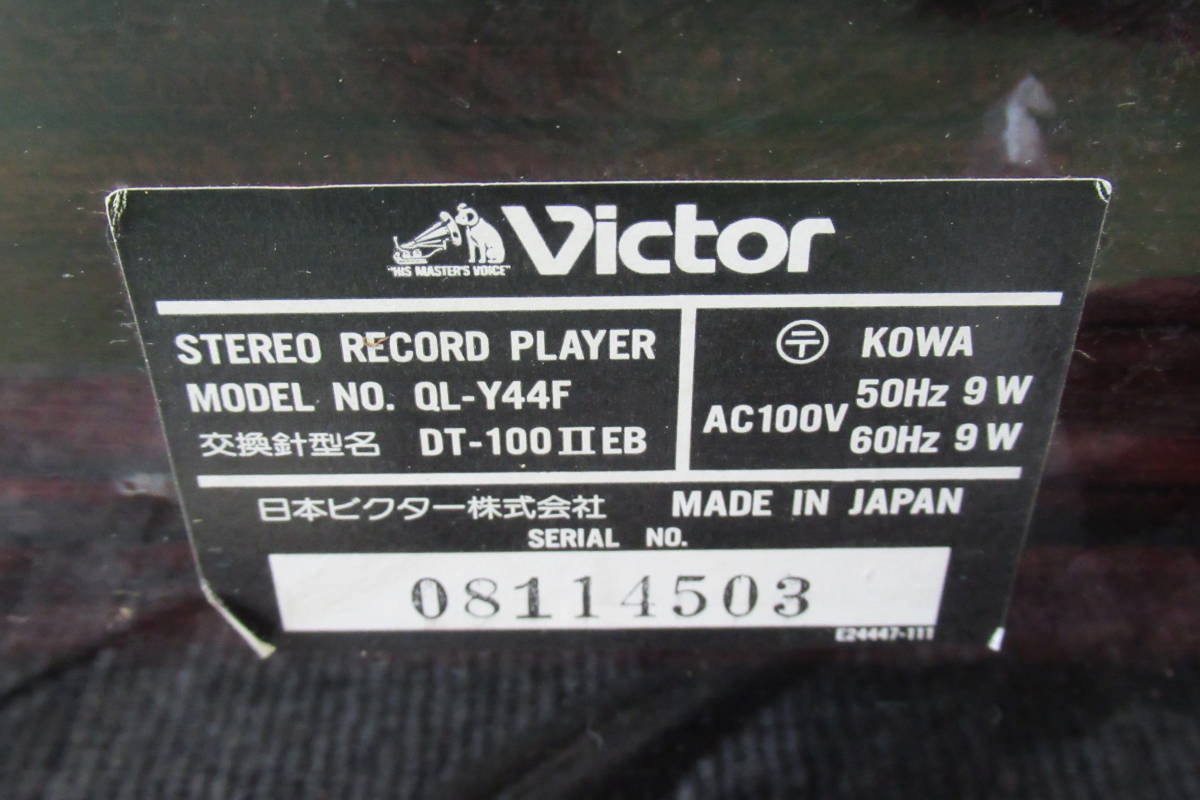 "HIS MASTER'S VOICE"
Victor
STEREO RECORD PLAYER
MODEL NO. QL-Y44F
交換針型名 DT-100ⅡEB
〒 KOWA
AC100V
50Hz 9W
60Hz 9W
日本ビクター株式会社 MADE IN JAPAN
SERIAL NO.
08114503
E24447-111